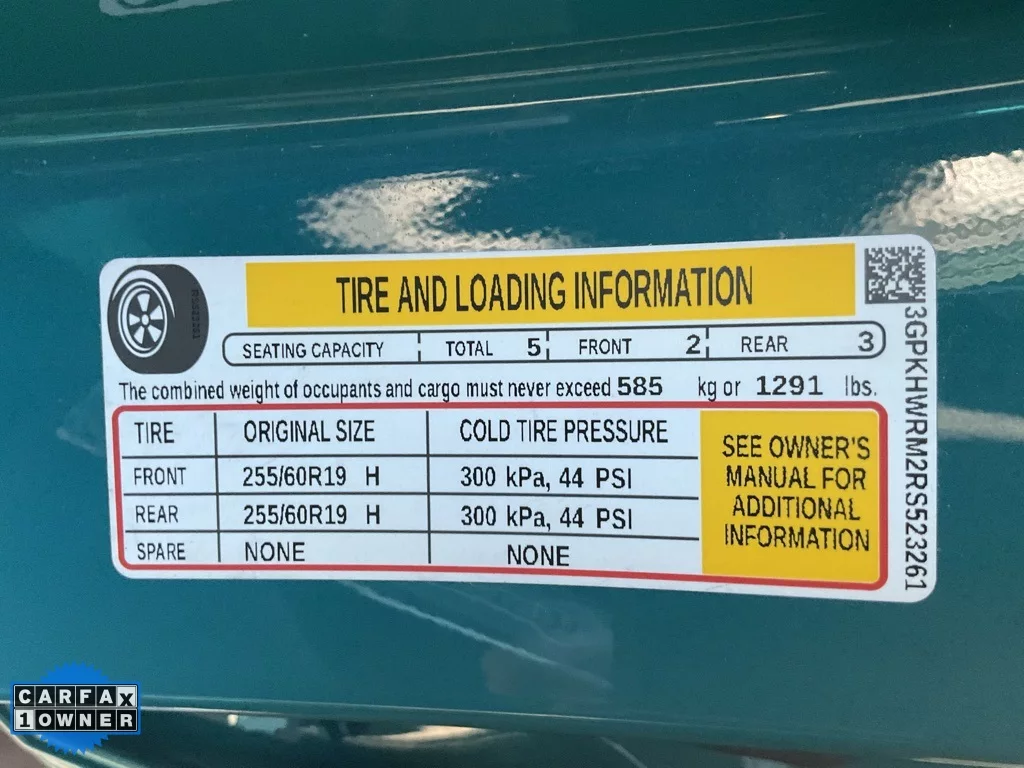 TIRE AND LOADING INFORMATION
SEATING CAPACITY TOTAL 5 FRONT 2 REAR 3
The combined weight of occupants and cargo must never exceed 585 kg or 1291 lbs.
TIRE ORIGINAL SIZE COLD TIRE PRESSURE
FRONT 255/60R19 H 300 kPa, 44 PSI
REAR 255/60R19 H 300 kPa, 44 PSI
SPARE NONE NONE
SEE OWNER'S
MANUAL FOR
ADDITIONAL
INFORMATION
3GPKHWRM2RS523261
CARFAX
1 OWNER